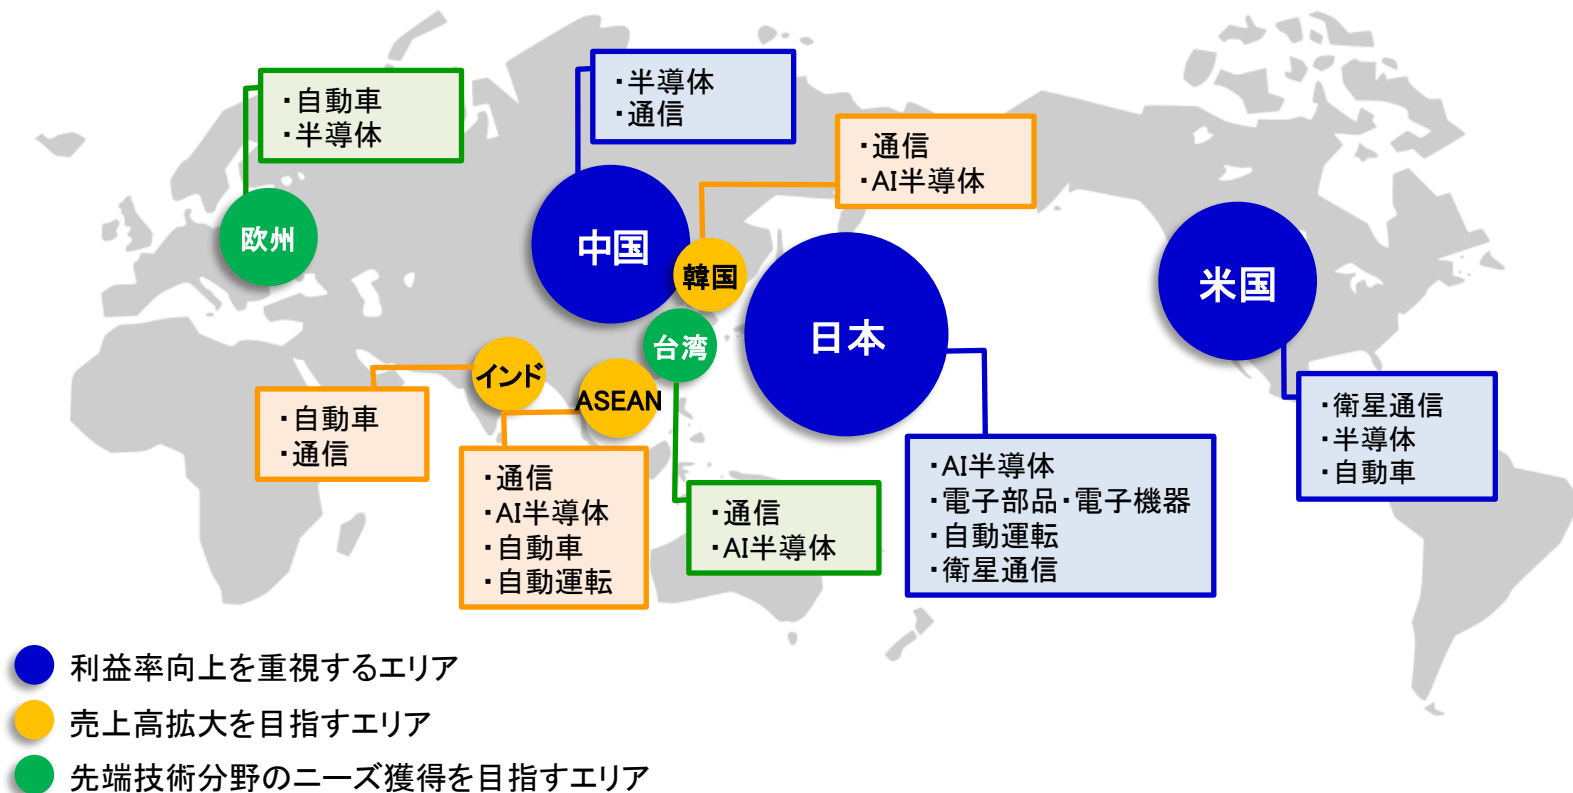 ・自動車
・半導体
欧州
・半導体
・通信
中国
・通信
・AI半導体
韓国
台湾
・通信
・AI半導体
日本
・AI半導体
・電子部品・電子機器
・自動運転
・衛星通信
米国
・衛星通信
・半導体
・自動車
インド
・自動車
・通信
ASEAN
・通信
・AI半導体
・自動車
・自動運転
利益率向上を重視するエリア
売上高拡大を目指すエリア
先端技術分野のニーズ獲得を目指すエリア